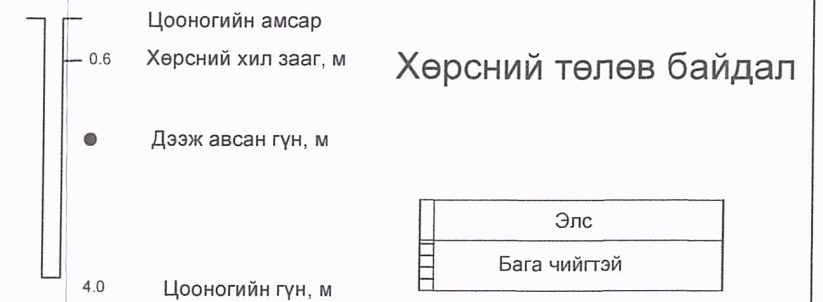 Цооногийн амсар
0.6 Хөрсний хил зааг, м
Хөрсний төлөв байдал
Дээж авсан гүн, м
Элс
Бага чийгтэй
4.0 Цооногийн гүн, м